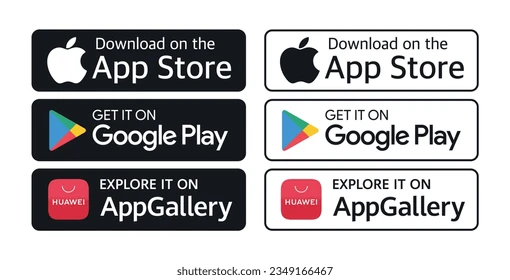 Download on the
App Store
Download on the
App Store
GET IT ON
Google Play
GET IT ON
Google Play
HUAWEI
EXPLORE IT ON
AppGallery
HUAWEI
EXPLORE IT ON
AppGallery
shutterstock.com · 2349166467